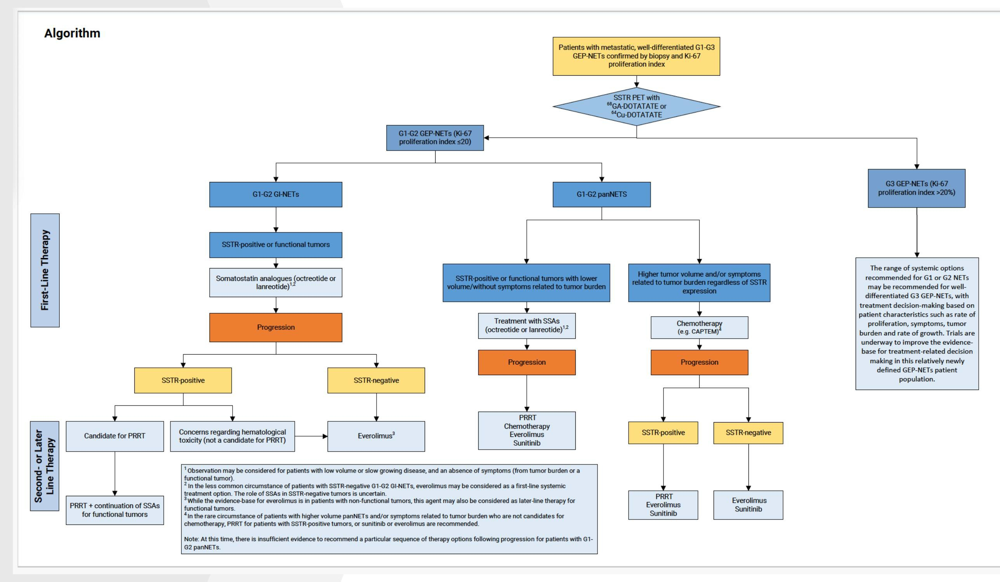 Algorithm
Patients with metastatic, well-differentiated G1-G3
GEP-NETs confirmed by biopsy and Ki-67
proliferation index
SSTR PET with
⁶⁸GA-DOTATATE or
⁶⁴Cu-DOTATATE
G1-G2 GEP-NETs (Ki-67
proliferation index ≤20)
G1-G2 GI-NETs
G1-G2 panNETS
G3 GEP-NETs (Ki-67
proliferation index >20%)
First-Line Therapy
SSTR-positive or functional tumors
Somatostatin analogues (octreotide or
lanreotide)¹,²
Progression
SSTR-positive
SSTR-negative
SSTR-positive or functional tumors with lower
volume/without symptoms related to tumor burden
Treatment with SSAs
(octreotide or lanreotide)¹,²
Progression
Higher tumor volume and/or symptoms
related to tumor burden regardless of SSTR
expression
Chemotherapy
(e.g. CAPTEM)⁴
Progression
The range of systemic options
recommended for G1 or G2 NETs
may be recommended for well-
differentiated G3 GEP-NETs, with
treatment decision-making based on
patient characteristics such as rate of
proliferation, symptoms, tumor
burden and rate of growth. Trials are
underway to improve the evidence-
base for treatment-related decision
making in this relatively newly
defined GEP-NETs patient
population.
Second- or Later
Line Therapy
Candidate for PRRT
Concerns regarding hematological
toxicity (not a candidate for PRRT)
Everolimus³
PRRT
Chemotherapy
Everolimus
Sunitinib
SSTR-positive
SSTR-negative
PRRT + continuation of SSAs
for functional tumors
PRRT
Everolimus
Sunitinib
Everolimus
Sunitinib
¹ Observation may be considered for patients with low volume or slow growing disease, and an absence of symptoms (from tumor burden or a
functional tumor).
² In the less common circumstance of patients with SSTR-negative G1-G2 GI-NETs, everolimus may be considered as a first-line systemic
treatment option. The role of SSAs in SSTR-negative tumors is uncertain.
³ While the evidence-base for everolimus is in patients with non-functional tumors, this agent may also be considered as later-line therapy for
functional tumors.
⁴ In the rare circumstance of patients with higher volume panNETs and/or symptoms related to tumor burden who are not candidates for
chemotherapy, PRRT for patients with SSTR-positive tumors, or sunitinib or everolimus are recommended.
Note: At this time, there is insufficient evidence to recommend a particular sequence of therapy options following progression for patients with G1-
G2 panNETs.